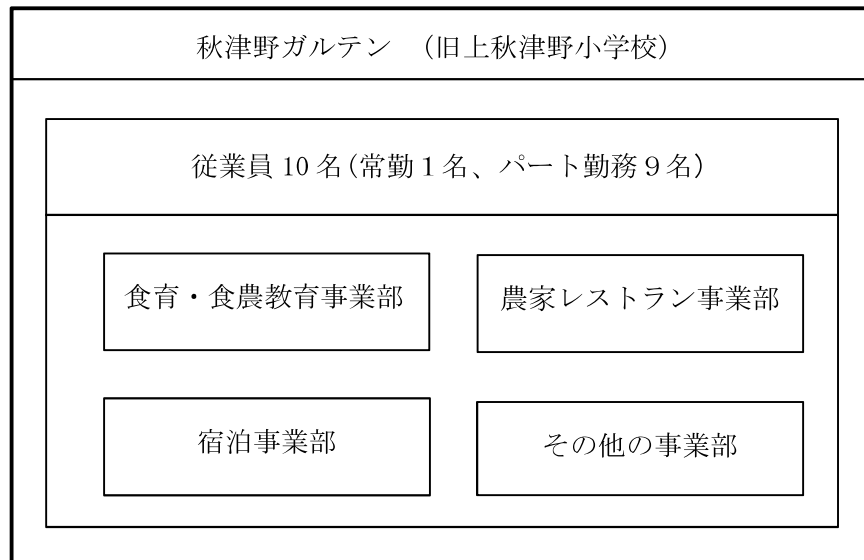 秋津野ガルテン （旧上秋津野小学校）
従業員 10 名（常勤１名、パート勤務９名）
食育・食農教育事業部
農家レストラン事業部
宿泊事業部
その他の事業部